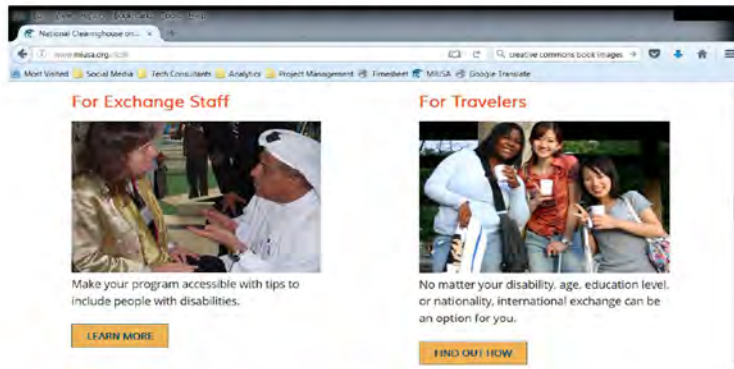 National Clearinghouse on...
www.miusa.org
creative commons book images
Most Visited Social Media Tech Consultants Analytics Project Management Timesheet MIUSA Google Translate
For Exchange Staff
Make your program accessible with tips to
include people with disabilities.
LEARN MORE
For Travelers
No matter your disability, age, education level,
or nationality, international exchange can be
an option for you.
FIND OUT HOW